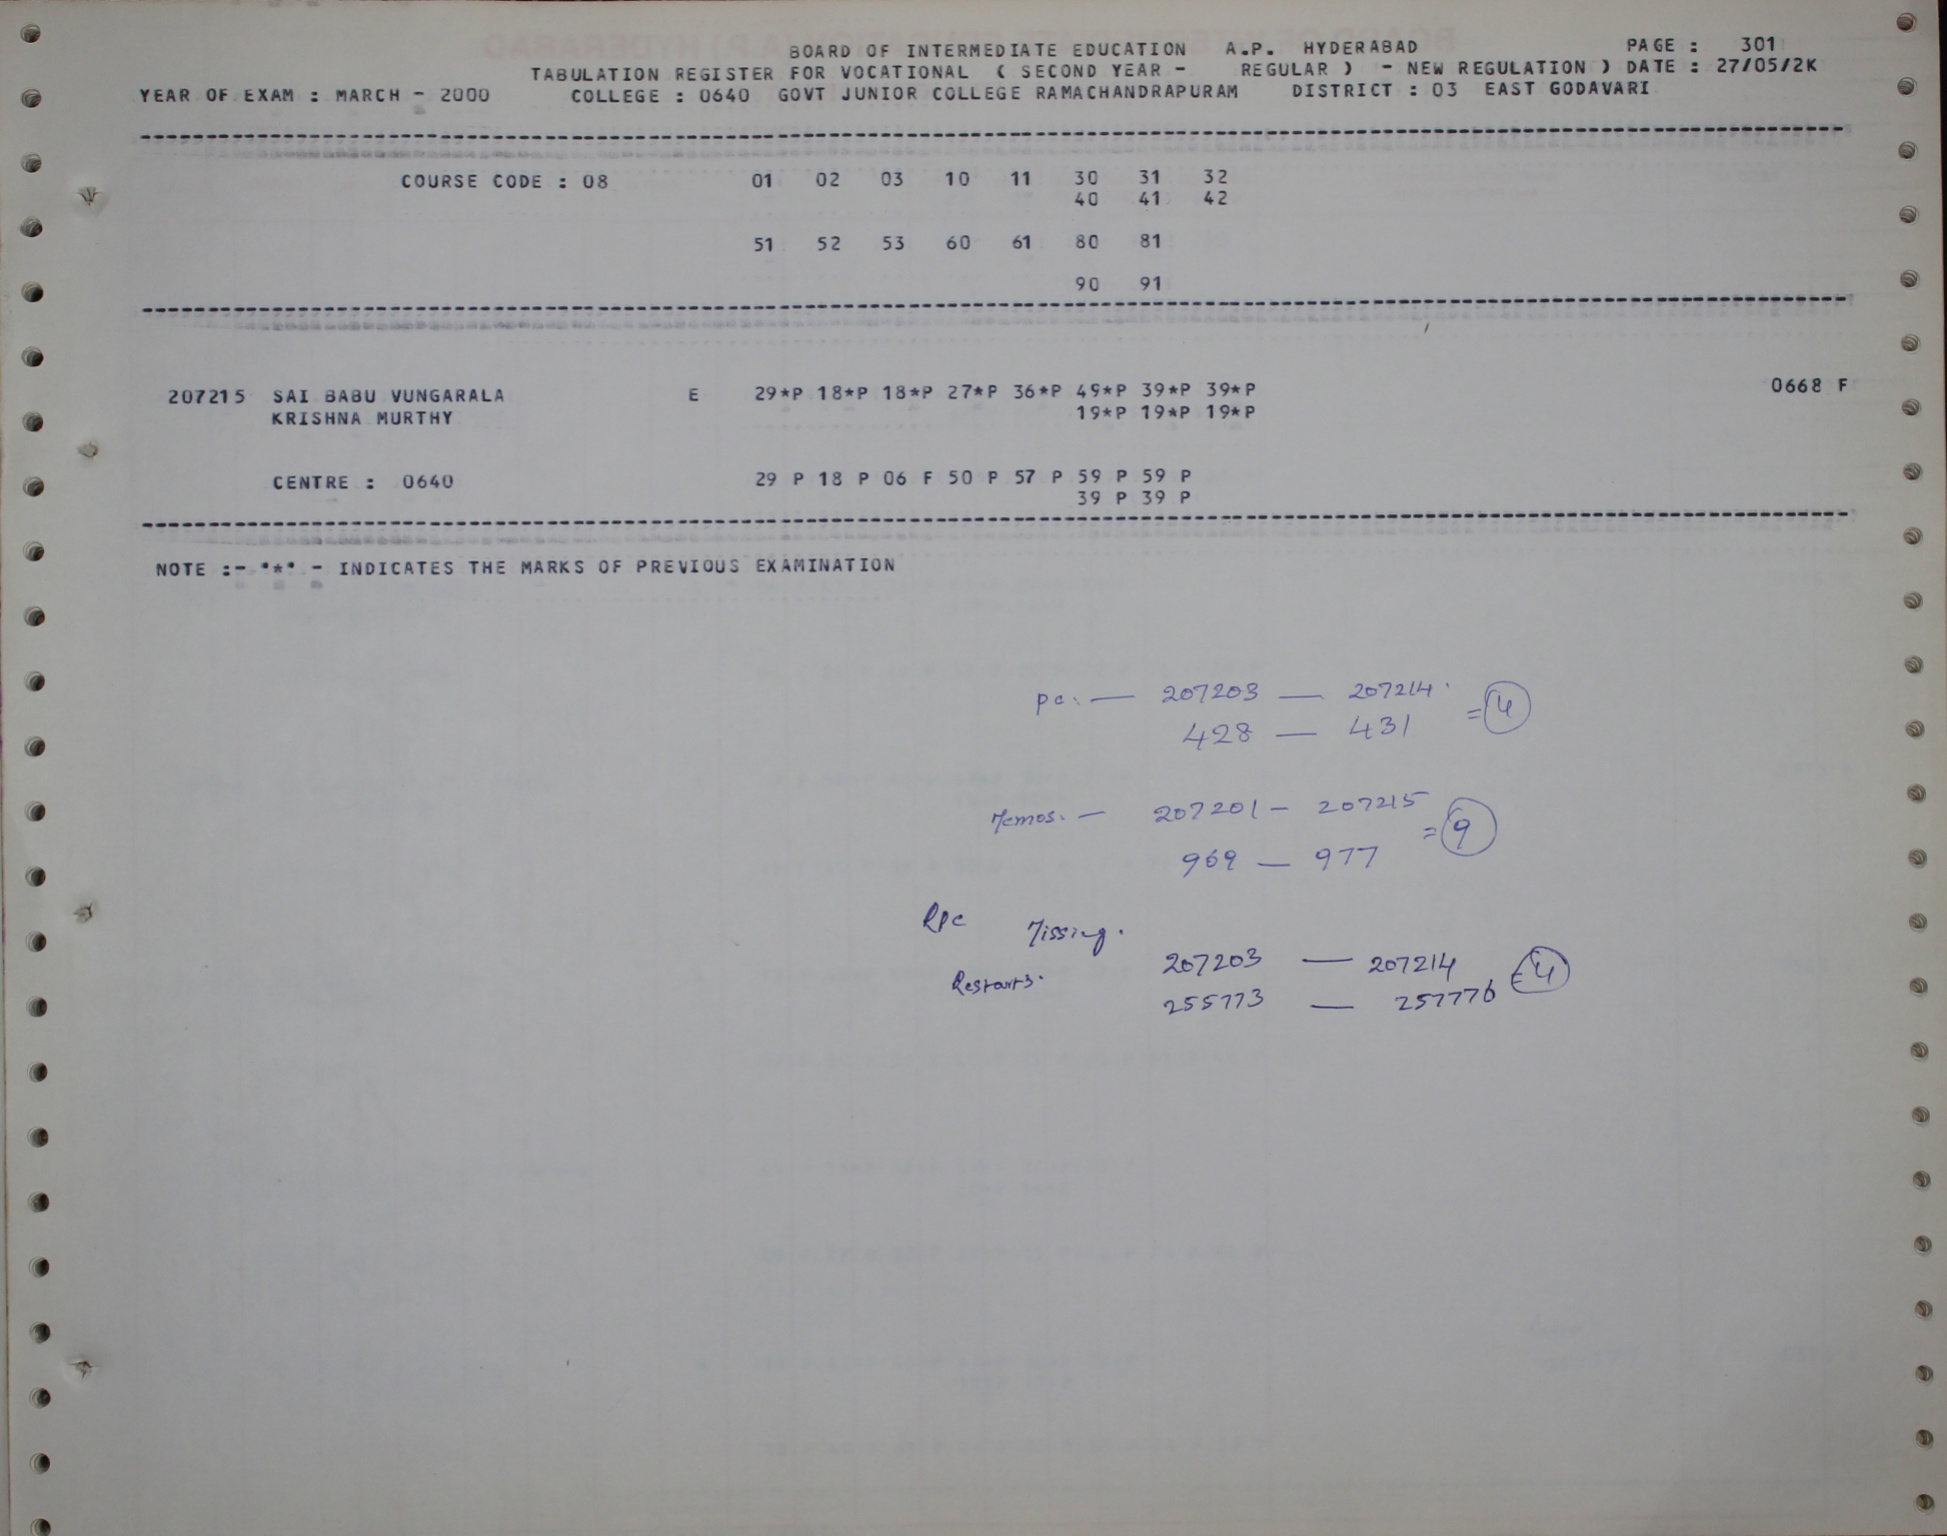 BOARD OF INTERMEDIATE EDUCATION A.P. HYDERABAD PAGE : 301
TABULATION REGISTER FOR VOCATIONAL ( SECOND YEAR - REGULAR ) - NEW REGULATION ) DATE : 27/05/2K
YEAR OF EXAM : MARCH - 2000 COLLEGE : 0640 GOVT JUNIOR COLLEGE RAMACHANDRAPURAM DISTRICT : 03 EAST GODAVARI
COURSE CODE : 08 01 02 03 10 11 30 31 32
40 41 42
51 52 53 60 61 80 81
90 91
207215 SAI BABU VUNGARALA E 29*P 18*P 18*P 27*P 36*P 49*P 39*P 39*P 0668 F
KRISHNA MURTHY 19*P 19*P 19*P
CENTRE : 0640 29 P 18 P 06 F 50 P 57 P 59 P 59 P
39 P 39 P
NOTE :- "*" - INDICATES THE MARKS OF PREVIOUS EXAMINATION
pc. — 207203 — 207214
428 — 431 = 4
Memos. — 207201 - 207215
969 — 977 = 9
Rpc Missing.
207203 — 207214 = 4
255773 — 257776